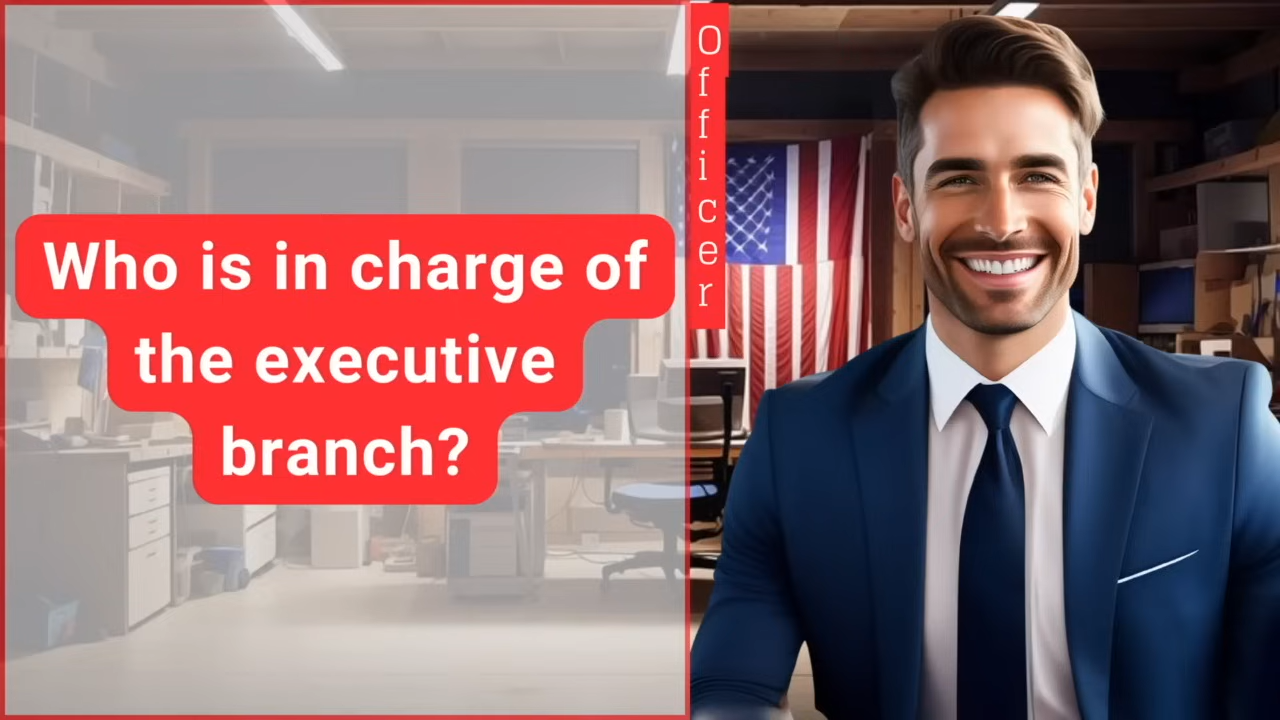 Who is in charge of
the executive
branch?
Officer